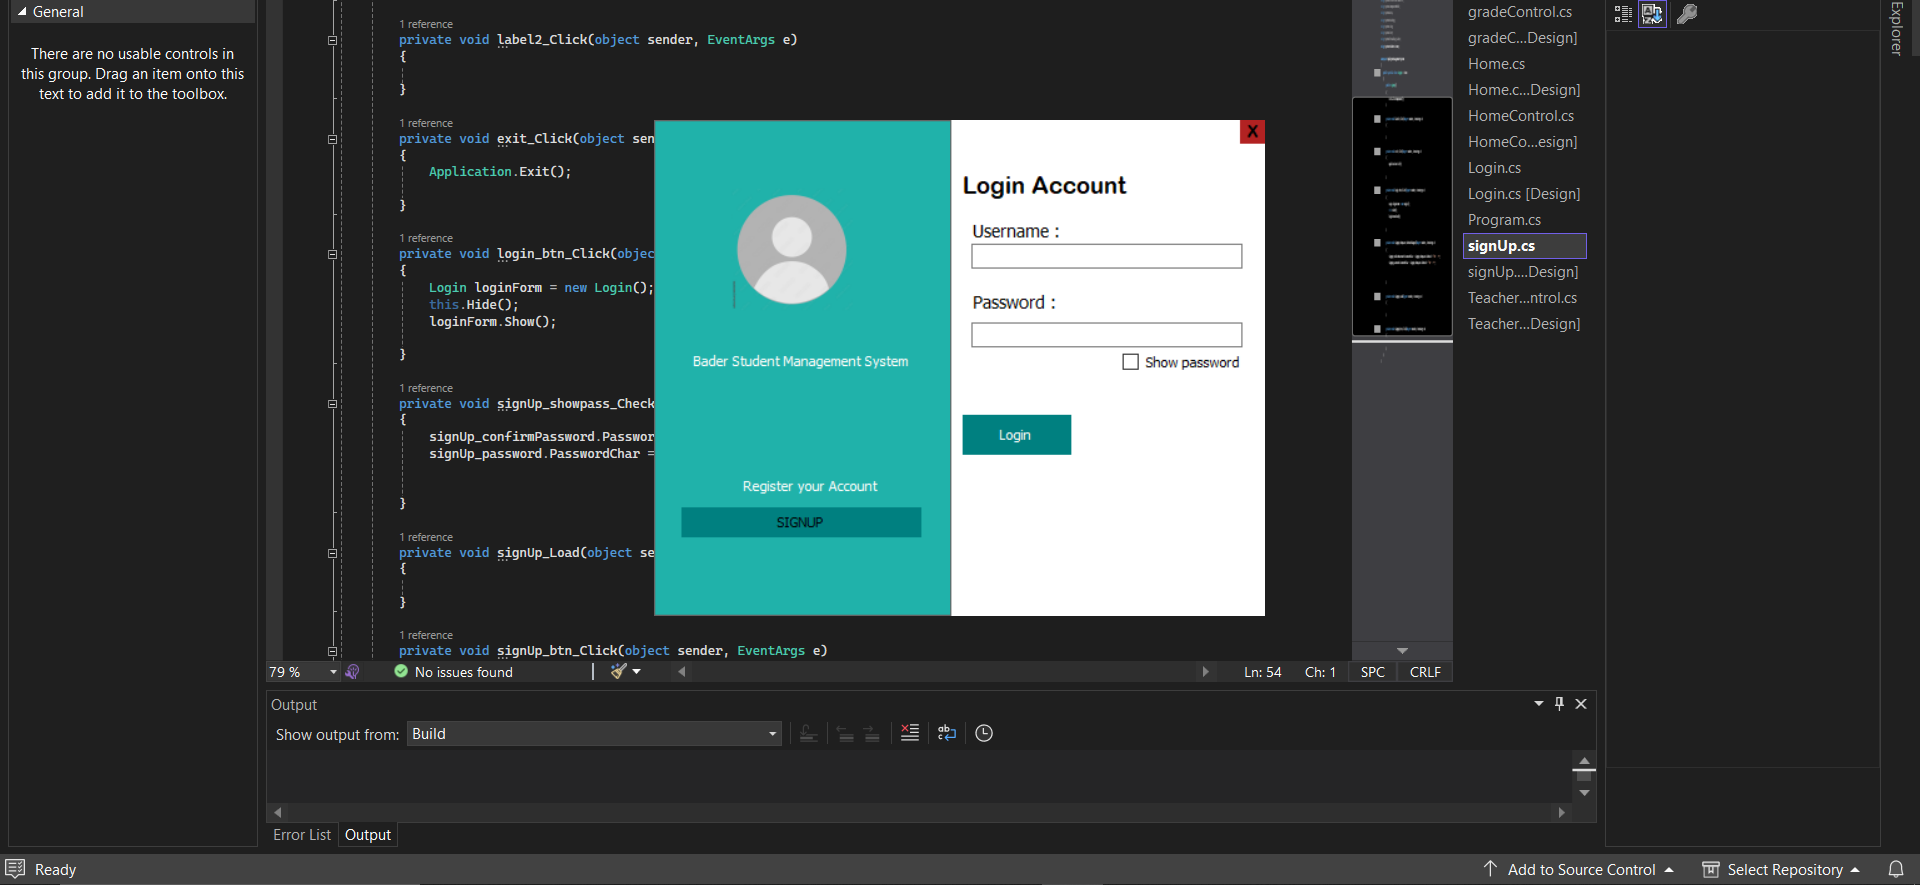 General
There are no usable controls in
this group. Drag an item onto this
text to add it to the toolbox.
1 reference
private void label2_Click(object sender, EventArgs e)
{
}
1 reference
private void exit_Click(object sen
{
Application.Exit();
}
1 reference
private void login_btn_Click(objec
{
Login loginForm = new Login();
this.Hide();
loginForm.Show();
}
1 reference
private void signUp_showpass_Check
{
signUp_confirmPassword.Passwor
signUp_password.PasswordChar =
}
1 reference
private void signUp_Load(object se
{
}
1 reference
private void signUp_btn_Click(object sender, EventArgs e)
Bader Student Management System
Register your Account
SIGNUP
X
Login Account
Username :
Password :
Show password
Login
gradeControl.cs
gradeC...Design]
Home.cs
Home.c...Design]
HomeControl.cs
HomeCo...esign]
Login.cs
Login.cs [Design]
Program.cs
signUp.cs
signUp....Design]
Teacher...ntrol.cs
Teacher...Design]
Explorer
79 %
No issues found
Ln: 54
Ch: 1
SPC
CRLF
Output
Show output from:
Build
Error List
Output
Ready
Add to Source Control
Select Repository